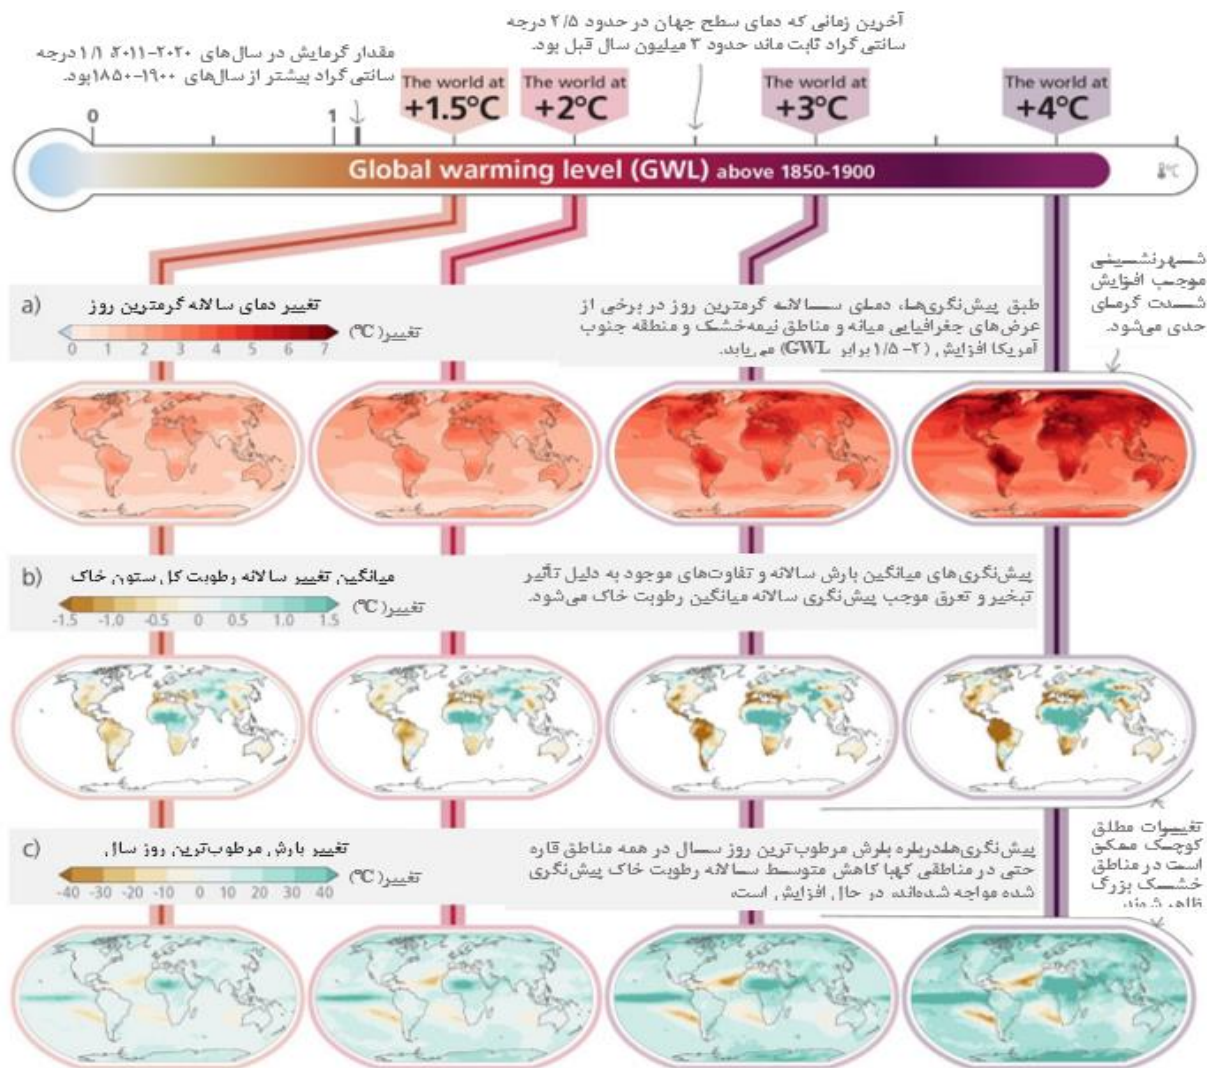 آخرین زمانی که دمای سطح جهان در حدود ۲/۵ درجه
سانتی‌گراد ثابت ماند حدود ۳ میلیون سال قبل بود.
مقدار گرمایش در سال‌های ۲۰۲۰-۲۰۱۱، ۱/۱ درجه
سانتی‌گراد بیشتر از سال‌های ۱۹۰۰-۱۸۵۰بود.
The world at
+1.5°C
The world at
+2°C
The world at
+3°C
The world at
+4°C
0 1
Global warming level (GWL) above 1850-1900
°C
شهرنشینی
موجب افزایش
شدت گرمای
حدی می‌شود.
a)
تغییر دمای سالانه گرمترین روز
تغییر(°C)
0 1 2 3 4 5 6 7
طبق پیش‌نگری‌ها، دمای سالانه گرمترین روز در برخی از
عرض‌های جغرافیایی میانه و مناطق نیمه‌خشک و منطقه جنوب
آمریکا افزایش (۲-۱/۵ برابر GWL) می‌یابد.
b)
میانگین تغییر سالانه رطوبت کل ستون خاک
تغییر(°C)
-1.5 -1.0 -0.5 0 0.5 1.0 1.5
پیش‌نگری‌های میانگین بارش سالانه و تفاوت‌های موجود به دلیل تأثیر
تبخیر و تعرق موجب پیش‌نگری سالانه میانگین رطوبت خاک می‌شود.
c)
تغییر بارش مرطوب‌ترین روز سال
تغییر(°C)
-40 -30 -20 -10 0 10 20 30 40
پیش‌نگری‌هادرباره بارش مرطوب‌ترین روز سال در همه مناطق قاره
حتی در مناطقی کهبا کاهش متوسط سالانه رطوبت خاک پیش‌نگری
شده مواجه شده‌اند، در حال افزایش است.
تغییرات مطلق
کوچک ممکن
است در مناطق
خشک بزرگ
ظاهر شوند.